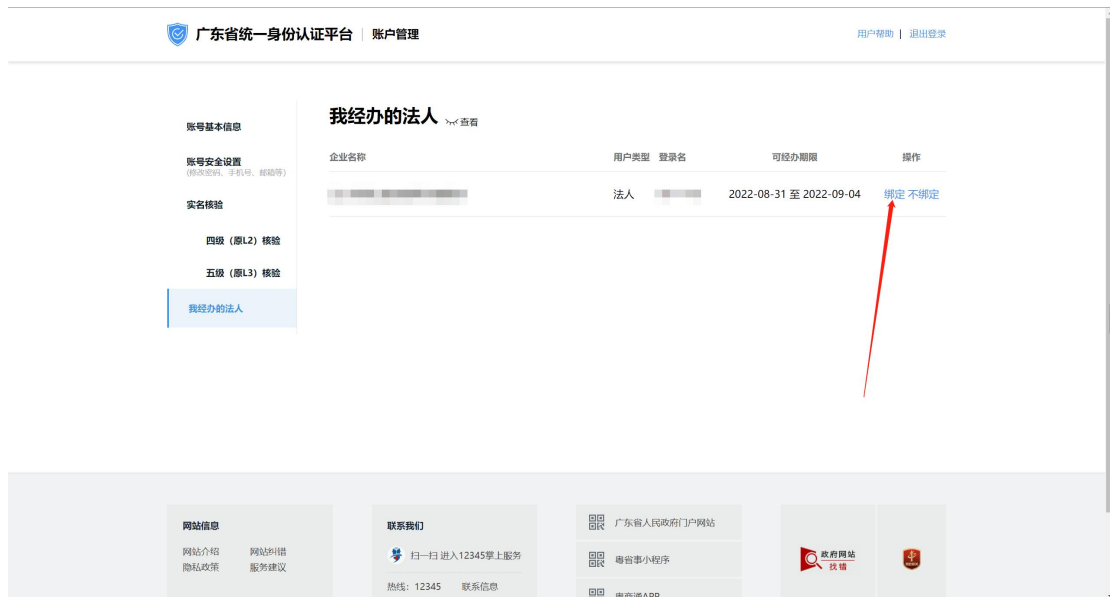 广东省统一身份认证平台 账户管理
用户帮助 | 退出登录
账号基本信息
账号安全设置
(修改密码、手机号、邮箱等)
实名核验
四级（原L2）核验
五级（原L3）核验
我经办的法人
我经办的法人 查看
企业名称 用户类型 登录名 可经办期限 操作
法人 2022-08-31 至 2022-09-04 绑定 不绑定
网站信息
网站介绍 网站纠错
隐私政策 服务建议
联系我们
扫一扫 进入12345掌上服务
热线：12345 联系信息
广东省人民政府门户网站
粤省事小程序
粤商通APP
政府网站
找错